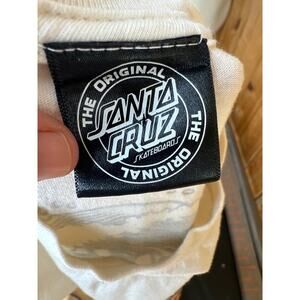 THE ORIGINAL
SANTA
CRUZ
SKATEBOARDS
THE ORIGINAL